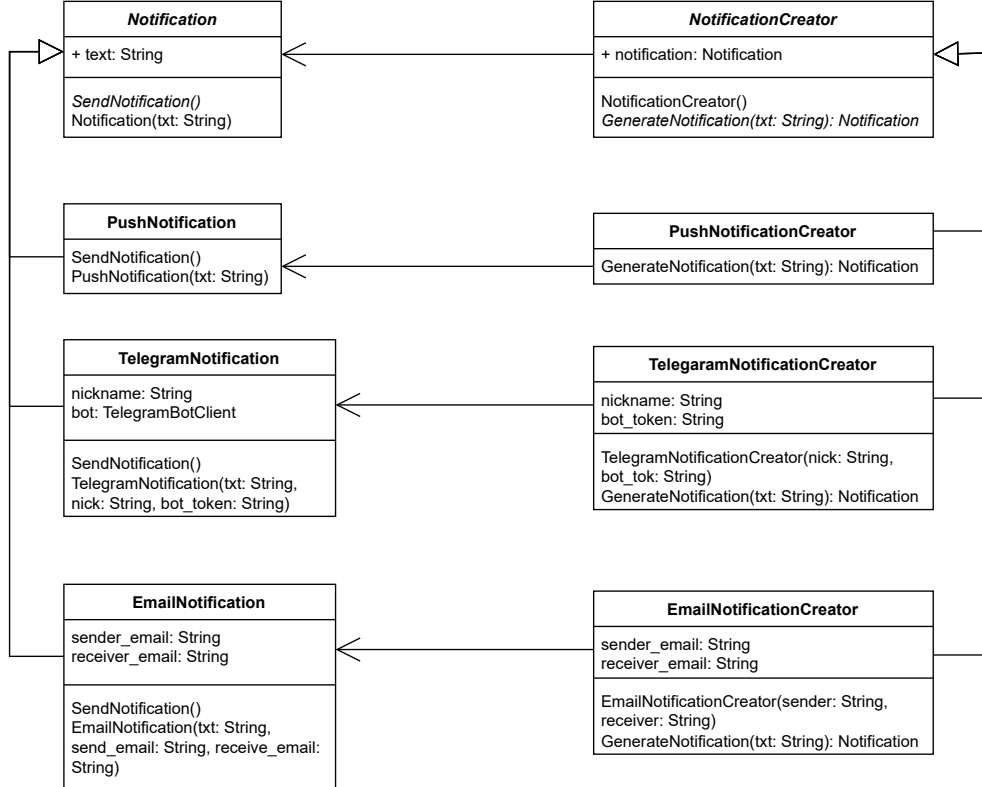 Notification
+ text: String
SendNotification()
Notification(txt: String)
NotificationCreator
+ notification: Notification
NotificationCreator()
GenerateNotification(txt: String): Notification
PushNotification
SendNotification()
PushNotification(txt: String)
PushNotificationCreator
GenerateNotification(txt: String): Notification
TelegramNotification
nickname: String
bot: TelegramBotClient
SendNotification()
TelegramNotification(txt: String,
nick: String, bot_token: String)
TelegaramNotificationCreator
nickname: String
bot_token: String
TelegramNotificationCreator(nick: String,
bot_tok: String)
GenerateNotification(txt: String): Notification
EmailNotification
sender_email: String
receiver_email: String
SendNotification()
EmailNotification(txt: String,
send_email: String, receive_email:
String)
EmailNotificationCreator
sender_email: String
receiver_email: String
EmailNotificationCreator(sender: String,
receiver: String)
GenerateNotification(txt: String): Notification